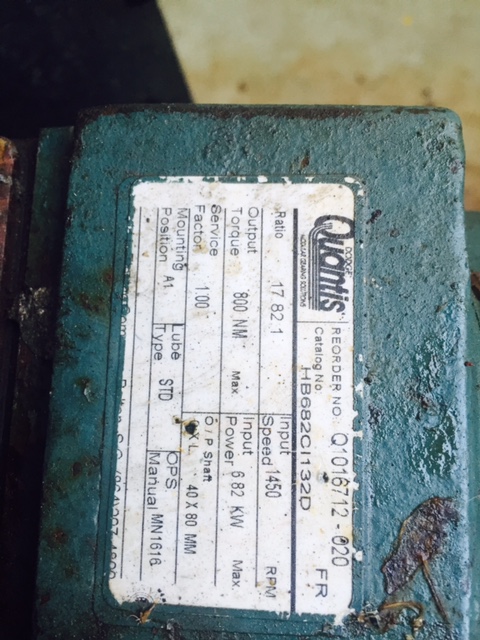 DODGE REORDER NO. Q1016712-020 FR
Quantis Catalog No. HB682C132D
MODULAR GEARING SOLUTIONS
Ratio 17.82:1 Input Speed 1450 RPM
Output Torque 800 NM Max. Input Power 6.82 KW Max.
Service Factor 1.00 O/P Shaft 40 X 80 MM
Mounting Position A1 Lube Type STD OPS Manual MN1616